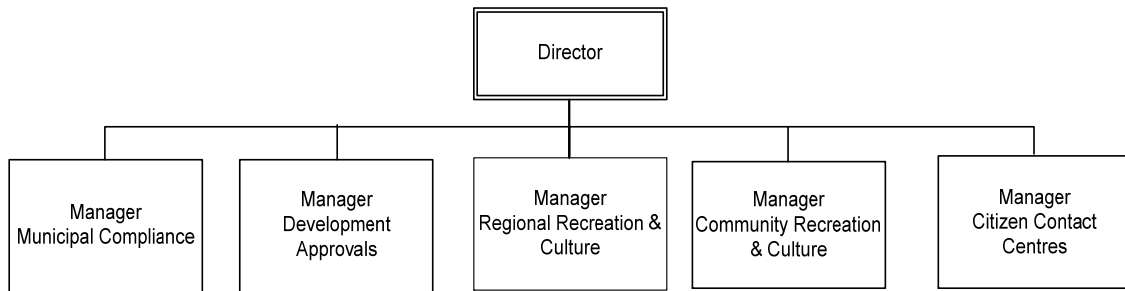 Director
Manager
Municipal Compliance
Manager
Development
Approvals
Manager
Regional Recreation &
Culture
Manager
Community Recreation
& Culture
Manager
Citizen Contact
Centres